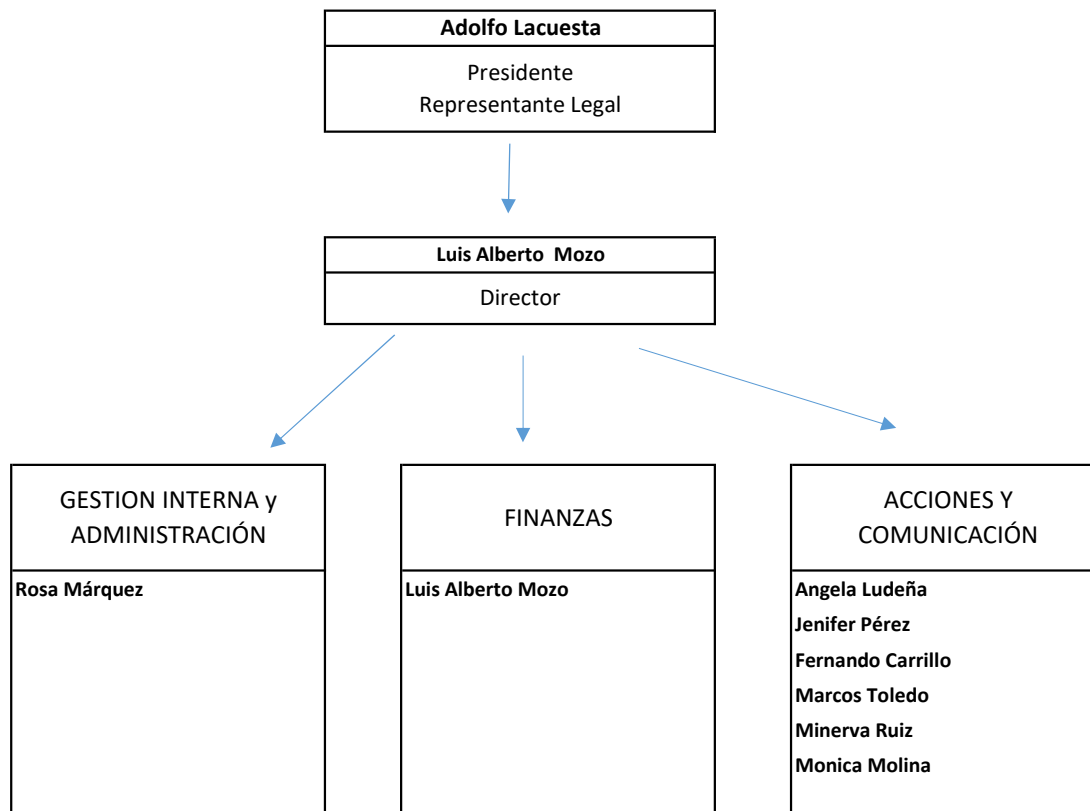 Adolfo Lacuesta
Presidente
Representante Legal
Luis Alberto  Mozo
Director
GESTION INTERNA y
ADMINISTRACIÓN
Rosa Márquez
FINANZAS
Luis Alberto Mozo
ACCIONES Y
COMUNICACIÓN
Angela Ludeña
Jenifer Pérez
Fernando Carrillo
Marcos Toledo
Minerva Ruiz
Monica Molina